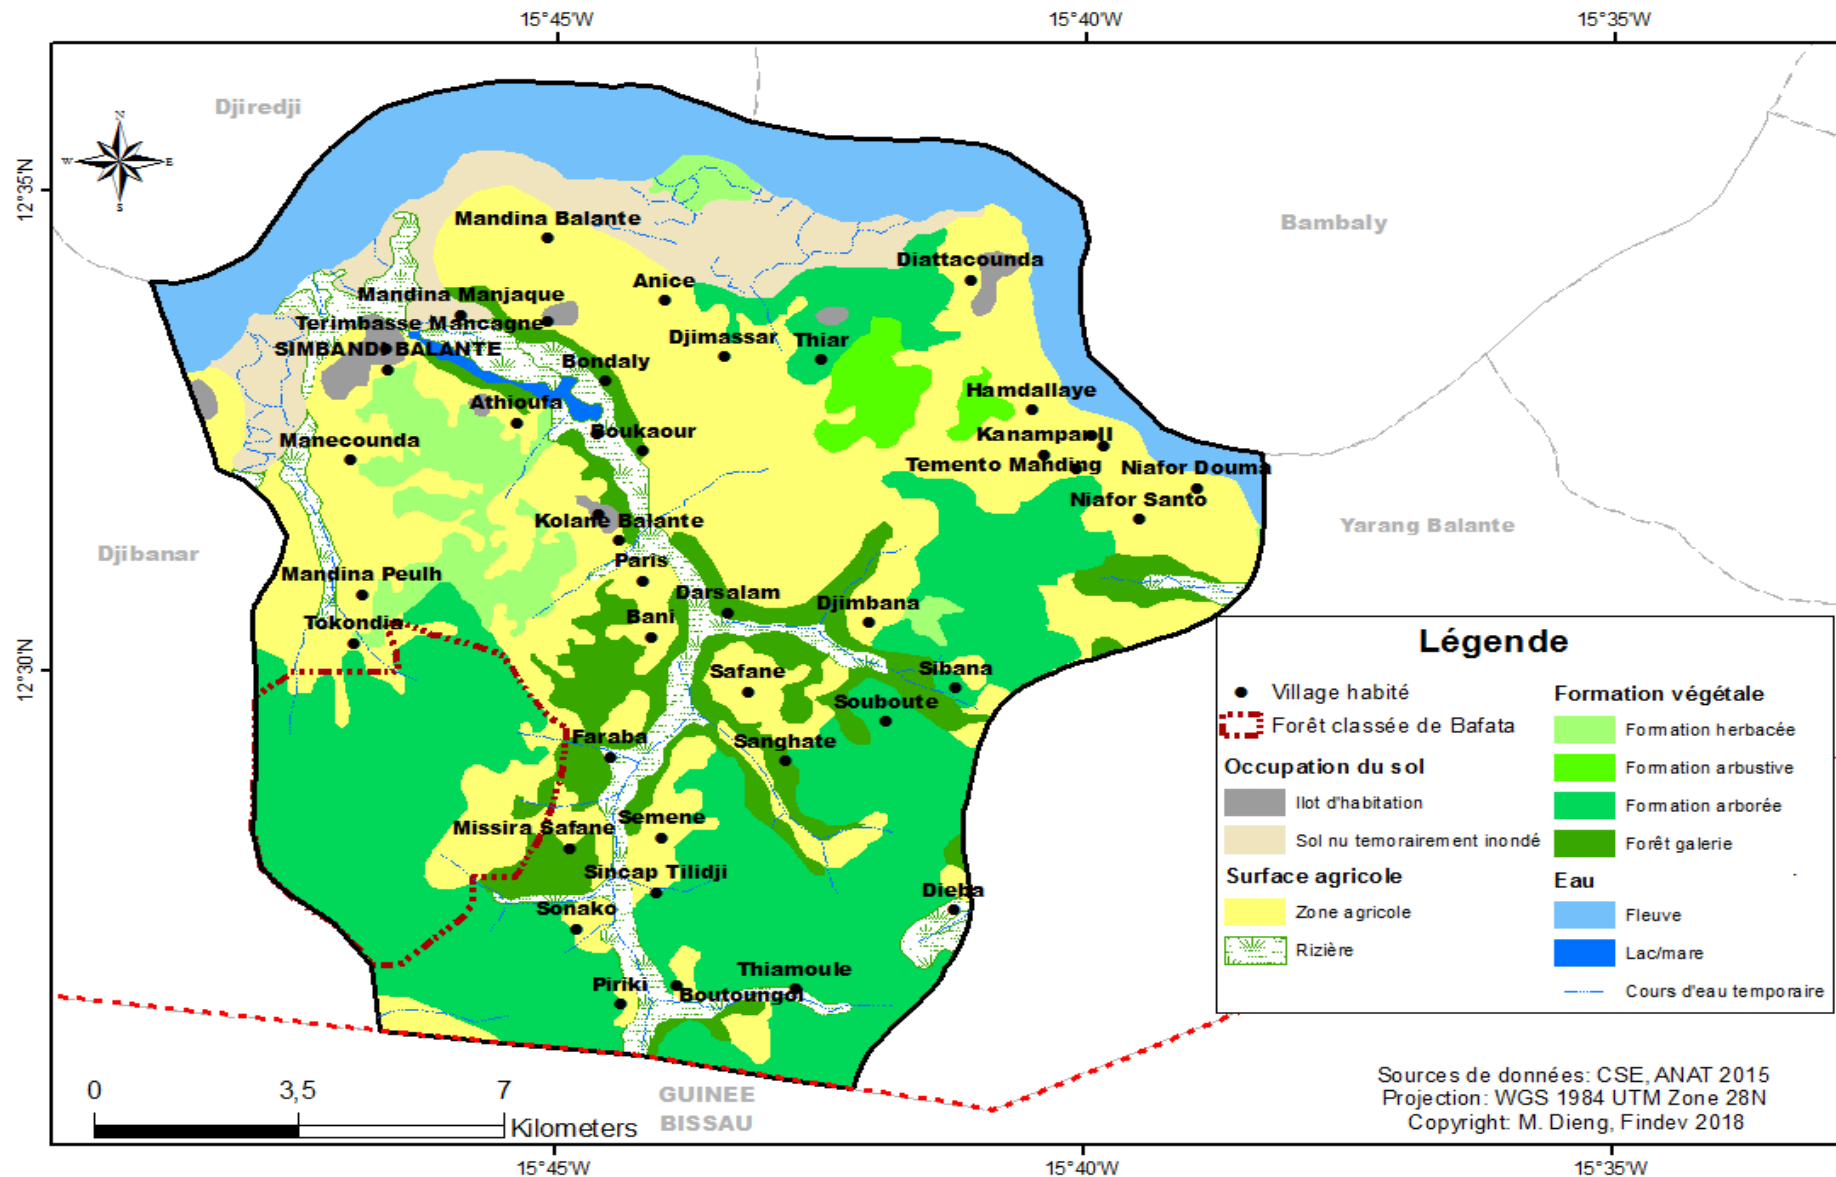 15°45'W 15°40'W 15°35'W
Djiredji
N
W E
S
12°35'N
Bambaly
Mandina Balante
Diattacounda
Anice
Mandina Manjaque
Terimbasse Mancagne
Djimassar
Thiar
SIMBANDI BALANTE
Bondaly
Hamdallaye
Athioufa
Boukaour
Kanampar II
Manecounda
Temento Manding
Niafor Douma
Niafor Santo
Kolane Balante
Yarang Balante
Djibanar
Paris
Mandina Peulh
Darsalam
Djimbana
Tokondia
Bani
12°30'N
Safane
Sibana
Souboute
Faraba
Sanghate
Missira Safane
Semene
Sincap Tilidji
Dieba
Sonako
Thiamoule
Piriki
Boutoungol
Légende
Village habité
Forêt classée de Bafata
Occupation du sol
Ilot d'habitation
Sol nu temorairement inondé
Surface agricole
Zone agricole
Rizière
Formation végétale
Formation herbacée
Formation arbustive
Formation arborée
Forêt galerie
Eau
Fleuve
Lac/mare
Cours d'eau temporaire
0 3,5 7
Kilometers
GUINEE
BISSAU
Sources de données: CSE, ANAT 2015
Projection: WGS 1984 UTM Zone 28N
Copyright: M. Dieng, Findev 2018
15°45'W 15°40'W 15°35'W